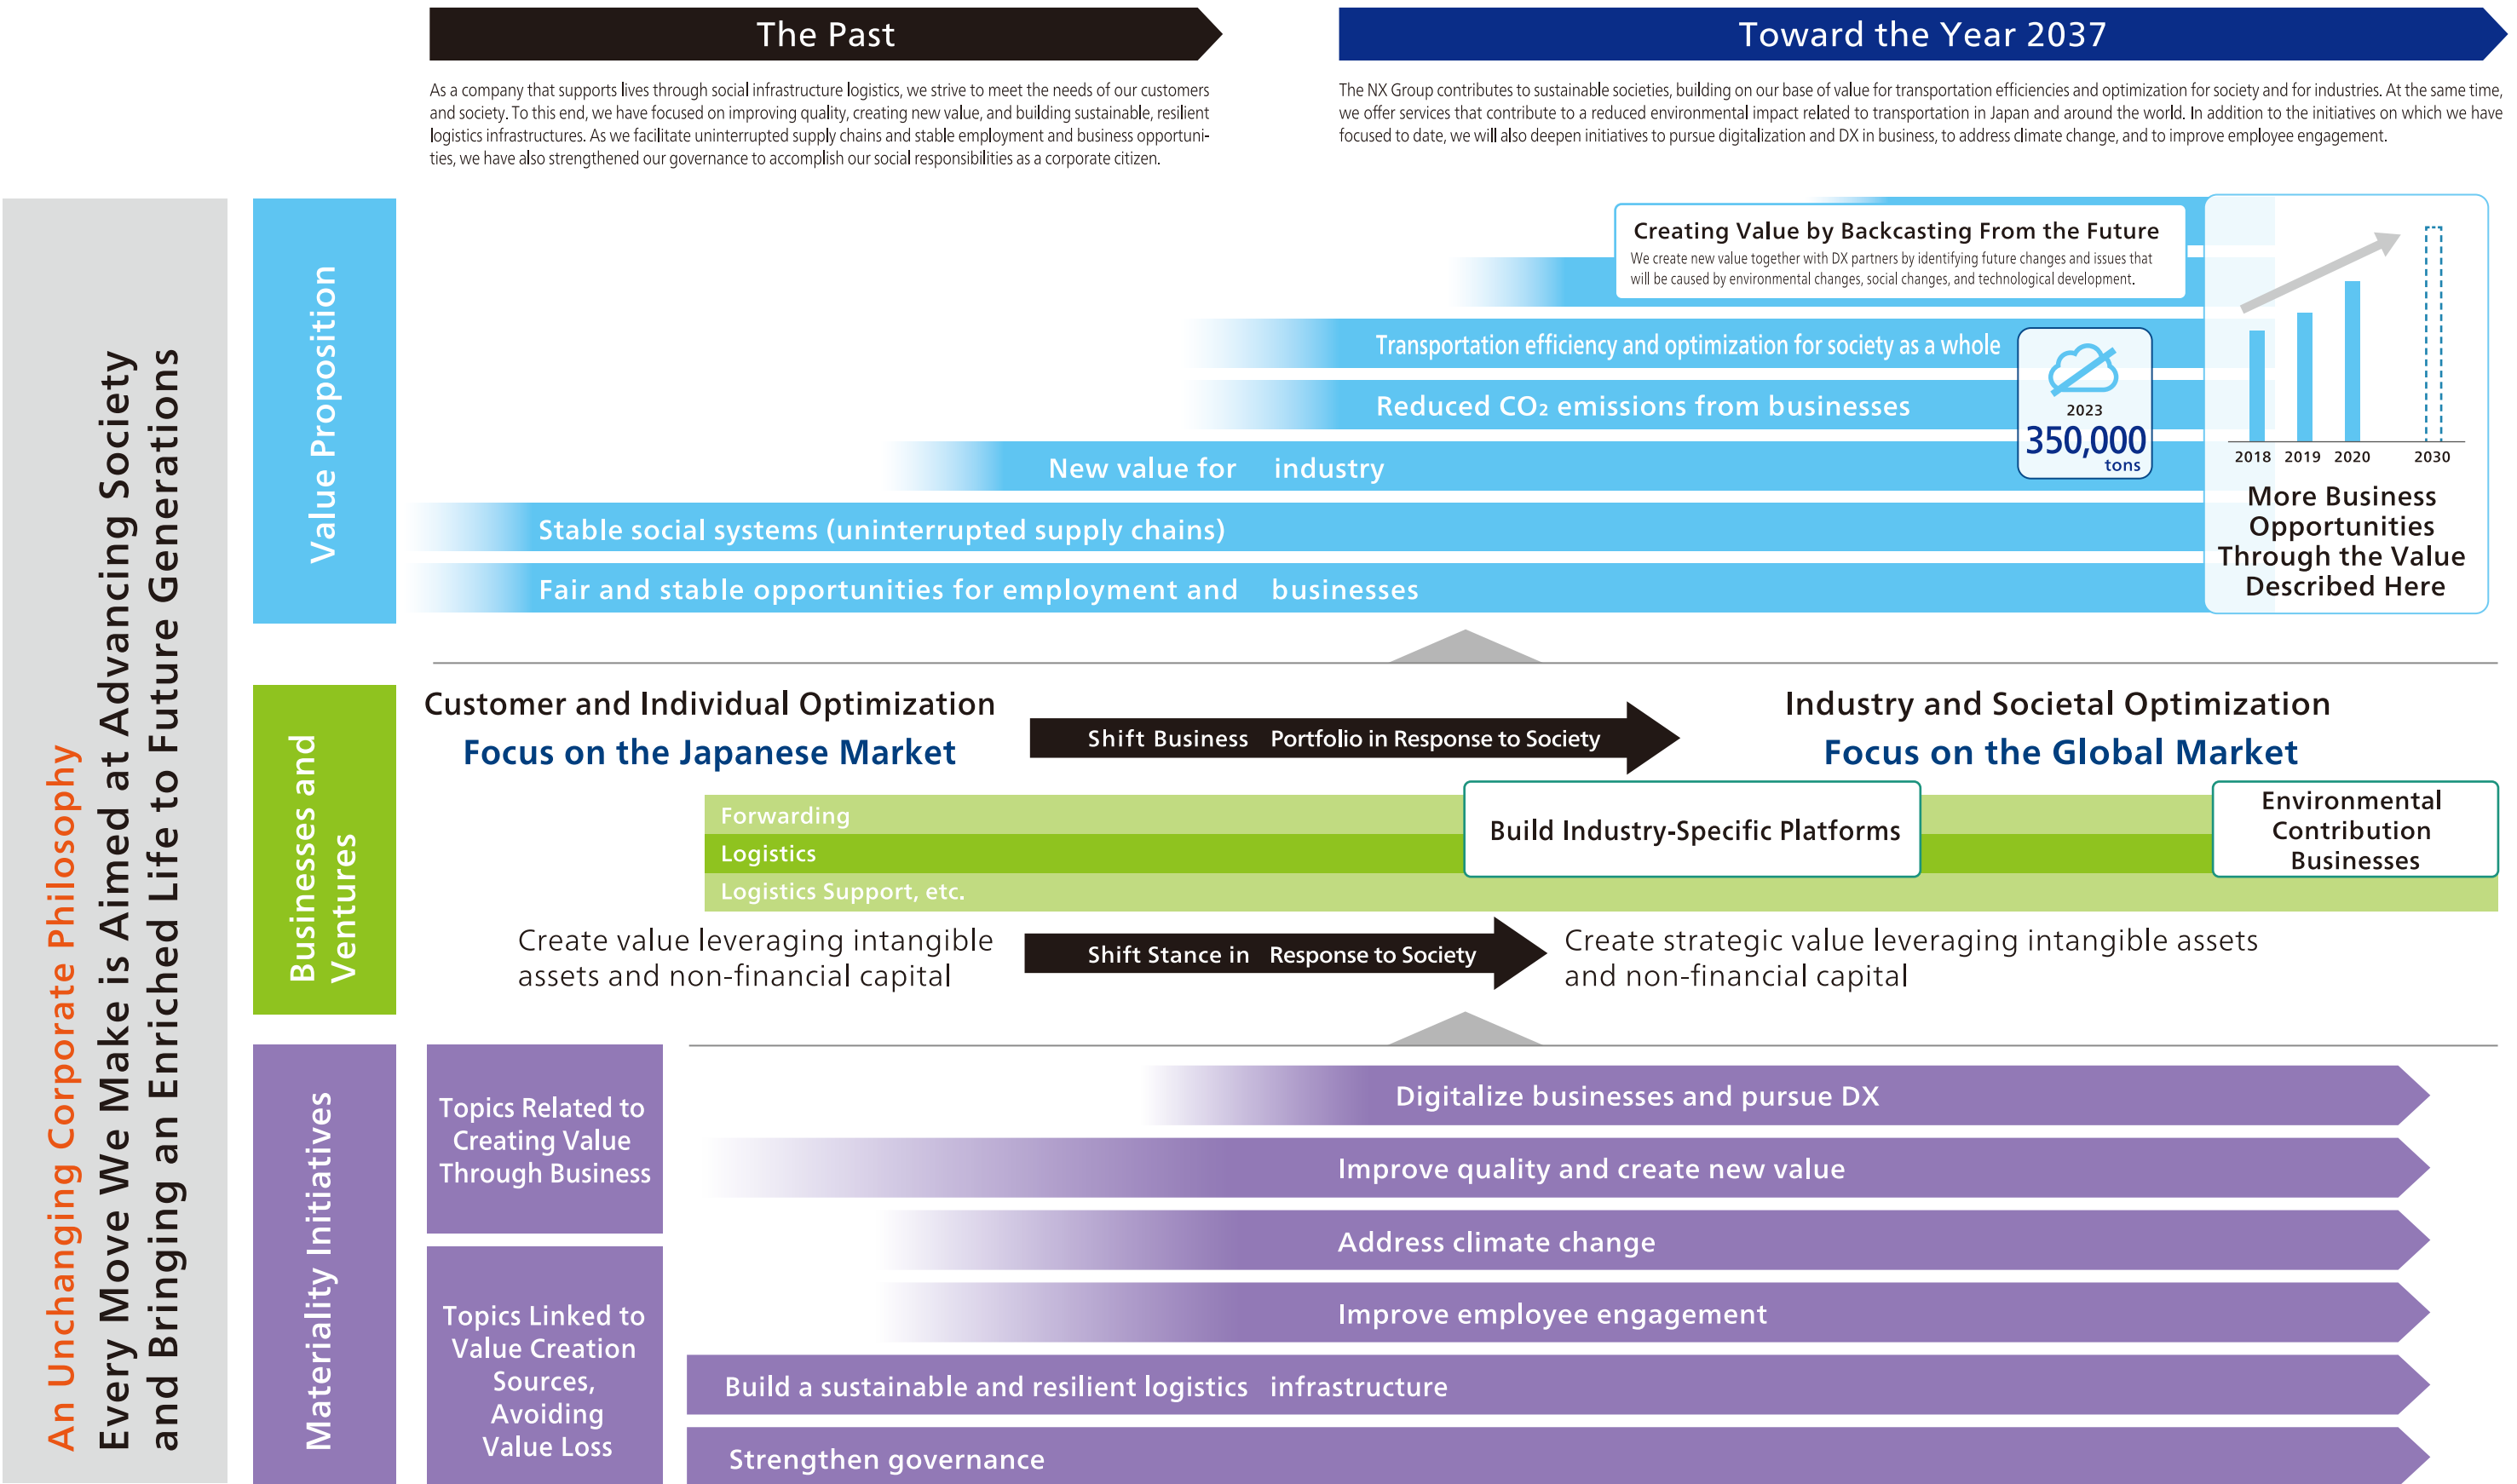 The Past
As a company that supports lives through social infrastructure logistics, we strive to meet the needs of our customers
and society. To this end, we have focused on improving quality, creating new value, and building sustainable, resilient
logistics infrastructures. As we facilitate uninterrupted supply chains and stable employment and business opportuni-
ties, we have also strengthened our governance to accomplish our social responsibilities as a corporate citizen.
Toward the Year 2037
The NX Group contributes to sustainable societies, building on our base of value for transportation efficiencies and optimization for society and for industries. At the same time,
we offer services that contribute to a reduced environmental impact related to transportation in Japan and around the world. In addition to the initiatives on which we have
focused to date, we will also deepen initiatives to pursue digitalization and DX in business, to address climate change, and to improve employee engagement.
An Unchanging Corporate Philosophy
Every Move We Make is Aimed at Advancing Society
and Bringing an Enriched Life to Future Generations
Value Proposition
Creating Value by Backcasting From the Future
We create new value together with DX partners by identifying future changes and issues that
will be caused by environmental changes, social changes, and technological development.
Transportation efficiency and optimization for society as a whole
Reduced CO₂ emissions from businesses
2023
350,000
tons
New value for industry
Stable social systems (uninterrupted supply chains)
Fair and stable opportunities for employment and businesses
2018 2019 2020 2030
More Business
Opportunities
Through the Value
Described Here
Businesses and
Ventures
Customer and Individual Optimization
Focus on the Japanese Market
Shift Business Portfolio in Response to Society
Industry and Societal Optimization
Focus on the Global Market
Forwarding
Logistics
Logistics Support, etc.
Build Industry-Specific Platforms
Environmental
Contribution
Businesses
Create value leveraging intangible
assets and non-financial capital
Shift Stance in Response to Society
Create strategic value leveraging intangible assets
and non-financial capital
Materiality Initiatives
Topics Related to
Creating Value
Through Business
Digitalize businesses and pursue DX
Improve quality and create new value
Topics Linked to
Value Creation
Sources,
Avoiding
Value Loss
Address climate change
Improve employee engagement
Build a sustainable and resilient logistics infrastructure
Strengthen governance